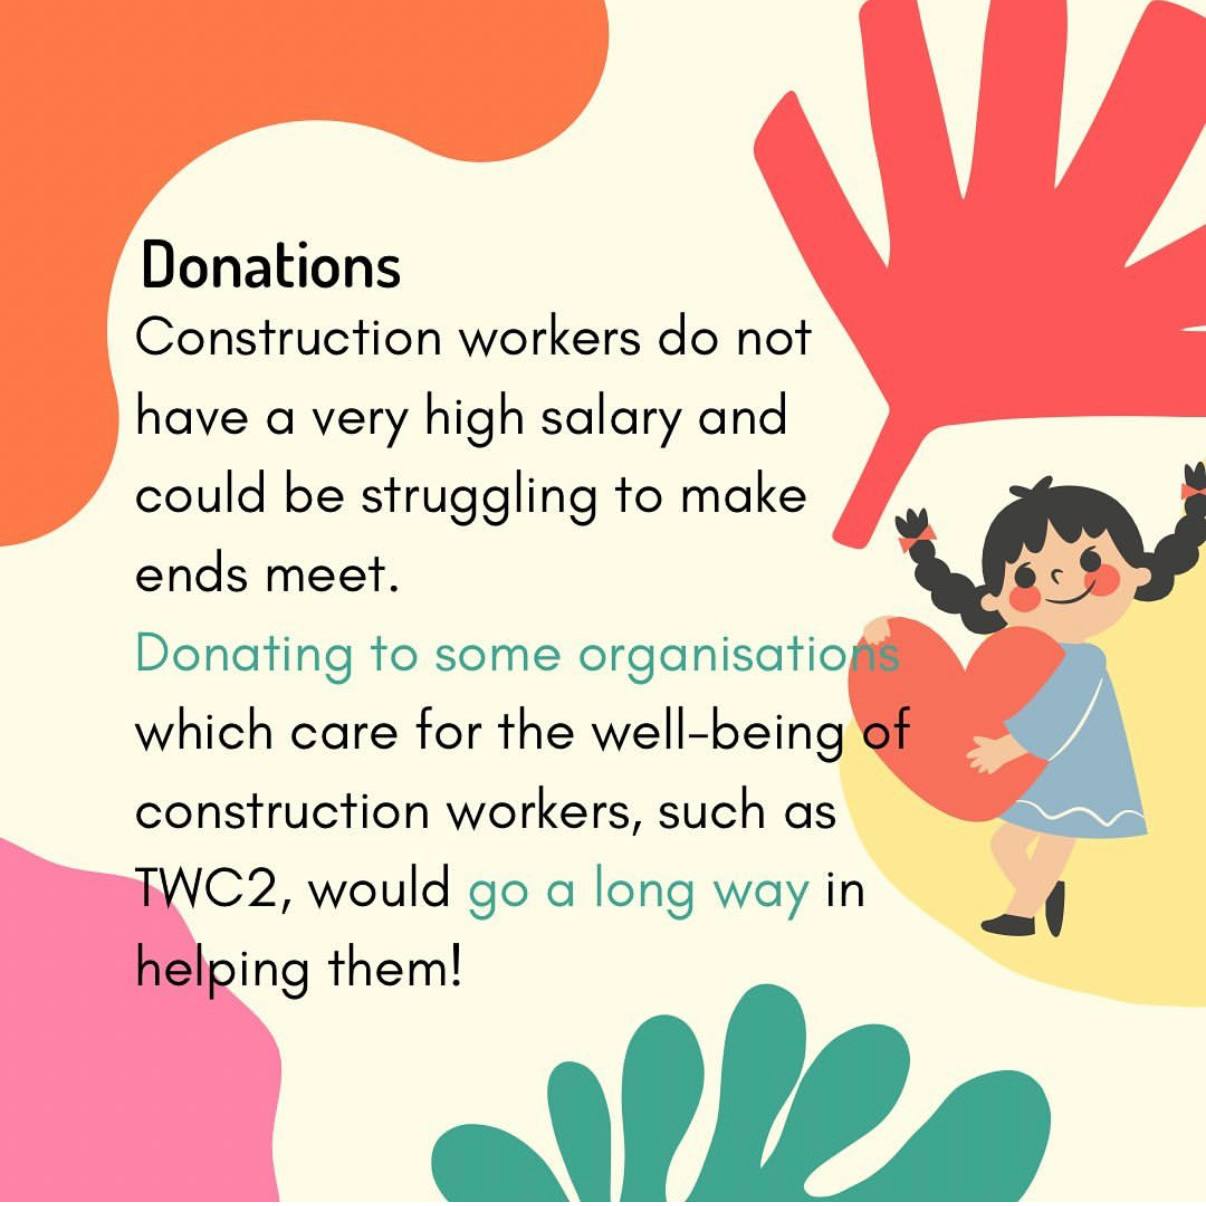 Donations
Construction workers do not
have a very high salary and
could be struggling to make
ends meet.
Donating to some organisations
which care for the well-being of
construction workers, such as
TWC2, would go a long way in
helping them!